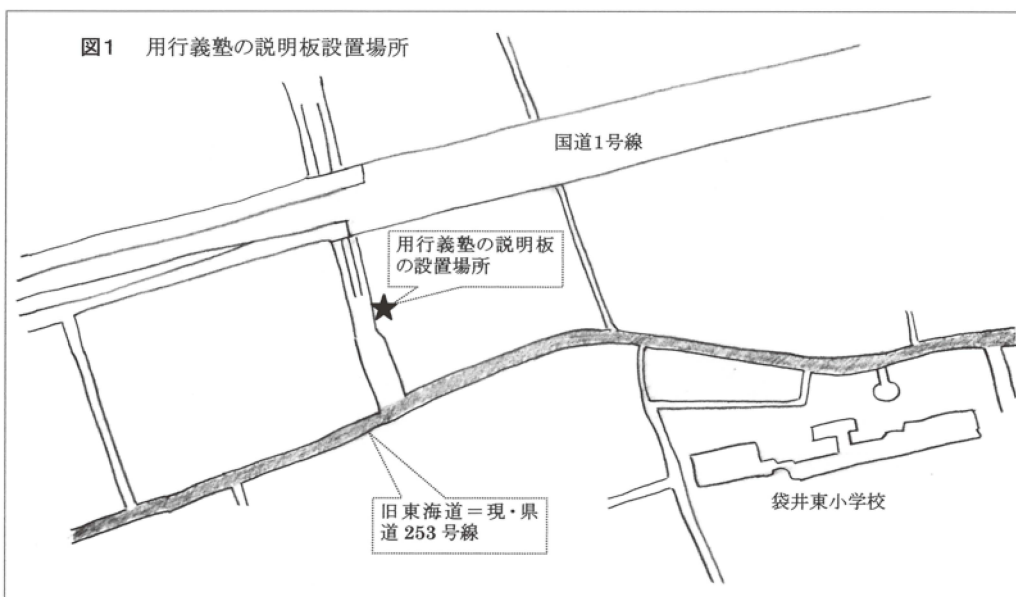 図1 用行義塾の説明板設置場所
国道1号線
用行義塾の説明板
の設置場所
旧東海道＝現・県
道253号線
袋井東小学校